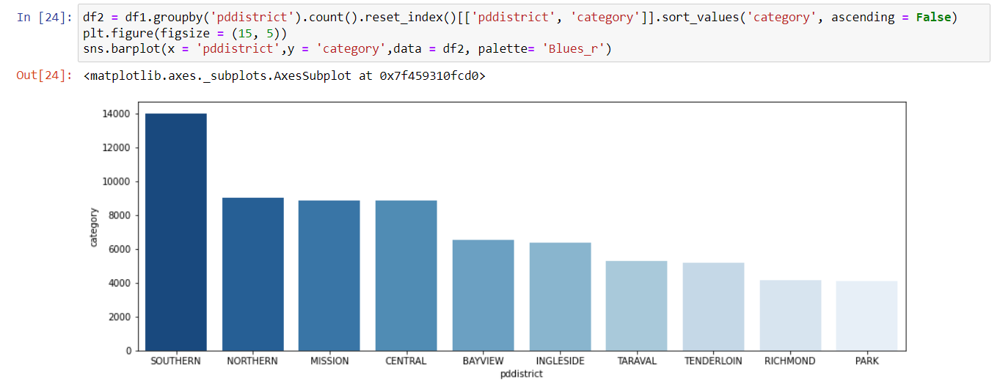 In [24]: df2 = df1.groupby('pddistrict').count().reset_index()[['pddistrict', 'category']].sort_values('category', ascending = False)
plt.figure(figsize = (15, 5))
sns.barplot(x = 'pddistrict',y = 'category',data = df2, palette= 'Blues_r')
Out[24]: <matplotlib.axes._subplots.AxesSubplot at 0x7f459310fcd0>
14000
12000
10000
8000
6000
4000
2000
0
category
SOUTHERN NORTHERN MISSION CENTRAL BAYVIEW INGLESIDE TARAVAL TENDERLOIN RICHMOND PARK
pddistrict